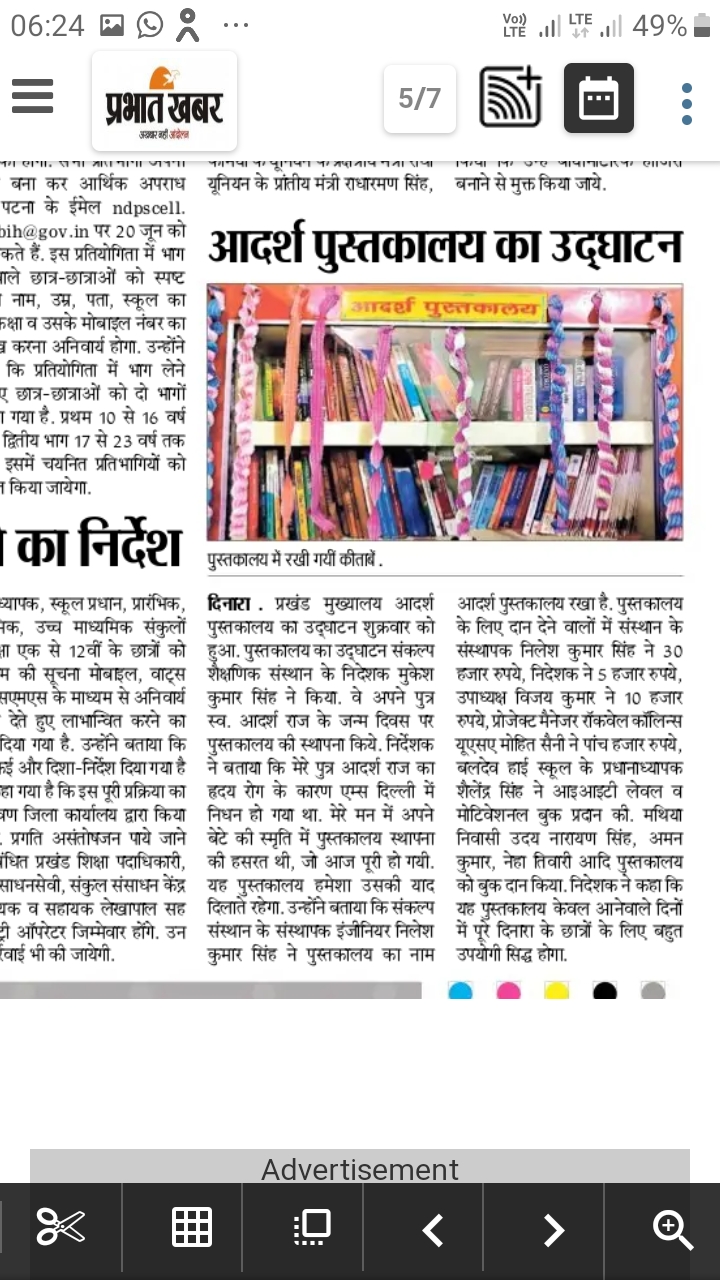 06:24
Vo)) LTE
LTE
49%
प्रभात खबर
अखबार नहीं आंदोलन
5/7
यूनियन के प्रांतीय मंत्री राधारमण सिंह,
बनाने से मुक्त किया जाये.
बना कर आर्थिक अपराध
पटना के ईमेल ndpscell.
bih@gov.in पर 20 जून को
कते हैं. इस प्रतियोगिता में भाग
वाले छात्र-छात्राओं को स्पष्ट
नाम, उम्र, पता, स्कूल का
कक्षा व उसके मोबाइल नंबर का
करना अनिवार्य होगा. उन्होंने
कि प्रतियोगिता में भाग लेने
ए छात्र-छात्राओं को दो भागों
गया है. प्रथम 10 से 16 वर्ष
द्वितीय भाग 17 से 23 वर्ष तक
इसमें चयनित प्रतिभागियों को
किया जायेगा.
का निर्देश
ध्यापक, स्कूल प्रधान, प्रारंभिक,
मिक, उच्च माध्यमिक संकुलों
क्षा एक से 12वीं के छात्रों को
म की सूचना मोबाइल, वाट्स
एसएमएस के माध्यम से अनिवार्य
देते हुए लाभान्वित करने का
दिया गया है. उन्होंने बताया कि
कई और दिशा-निर्देश दिया गया है
हा गया है कि इस पूरी प्रक्रिया का
क्षण जिला कार्यालय द्वारा किया
. प्रगति असंतोषजन पाये जाने
बंधित प्रखंड शिक्षा पदाधिकारी,
साधनसेवी, संकुल संसाधन केंद्र
यक व सहायक लेखापाल सह
ट्री ऑपरेटर जिम्मेवार होंगे. उन
र्रवाई भी की जायेगी.
आदर्श पुस्तकालय का उद्घाटन
आदर्श पुस्तकालय
पुस्तकालय में रखी गयीं कीताबें .
दिनारा . प्रखंड मुख्यालय आदर्श
पुस्तकालय का उद्घाटन शुक्रवार को
हुआ. पुस्तकालय का उद्घाटन संकल्प
शैक्षणिक संस्थान के निदेशक मुकेश
कुमार सिंह ने किया. वे अपने पुत्र
स्व. आदर्श राज के जन्म दिवस पर
पुस्तकालय की स्थापना किये. निर्देशक
ने बताया कि मेरे पुत्र आदर्श राज का
हृदय रोग के कारण एम्स दिल्ली में
निधन हो गया था. मेरे मन में अपने
बेटे की स्मृति में पुस्तकालय स्थापना
की हसरत थी, जो आज पूरी हो गयी.
यह पुस्तकालय हमेशा उसकी याद
दिलाते रहेगा. उन्होंने बताया कि संकल्प
संस्थान के संस्थापक इंजीनियर निलेश
कुमार सिंह ने पुस्तकालय का नाम
आदर्श पुस्तकालय रखा है. पुस्तकालय
के लिए दान देने वालों में संस्थान के
संस्थापक निलेश कुमार सिंह ने 30
हजार रुपये, निदेशक ने 5 हजार रुपये,
उपाध्यक्ष विजय कुमार ने 10 हजार
रुपये, प्रोजेक्ट मैनेजर रॉकवेल कॉलिन्स
यूएसए मोहित सैनी ने पांच हजार रुपये,
बलदेव हाई स्कूल के प्रधानाध्यापक
शैलेंद्र सिंह ने आइआइटी लेवल व
मोटिवेशनल बुक प्रदान की. मथिया
निवासी उदय नारायण सिंह, अमन
कुमार, नेहा तिवारी आदि पुस्तकालय
को बुक दान किया. निदेशक ने कहा कि
यह पुस्तकालय केवल आनेवाले दिनों
में पूरे दिनारा के छात्रों के लिए बहुत
उपयोगी सिद्ध होगा.
Advertisement